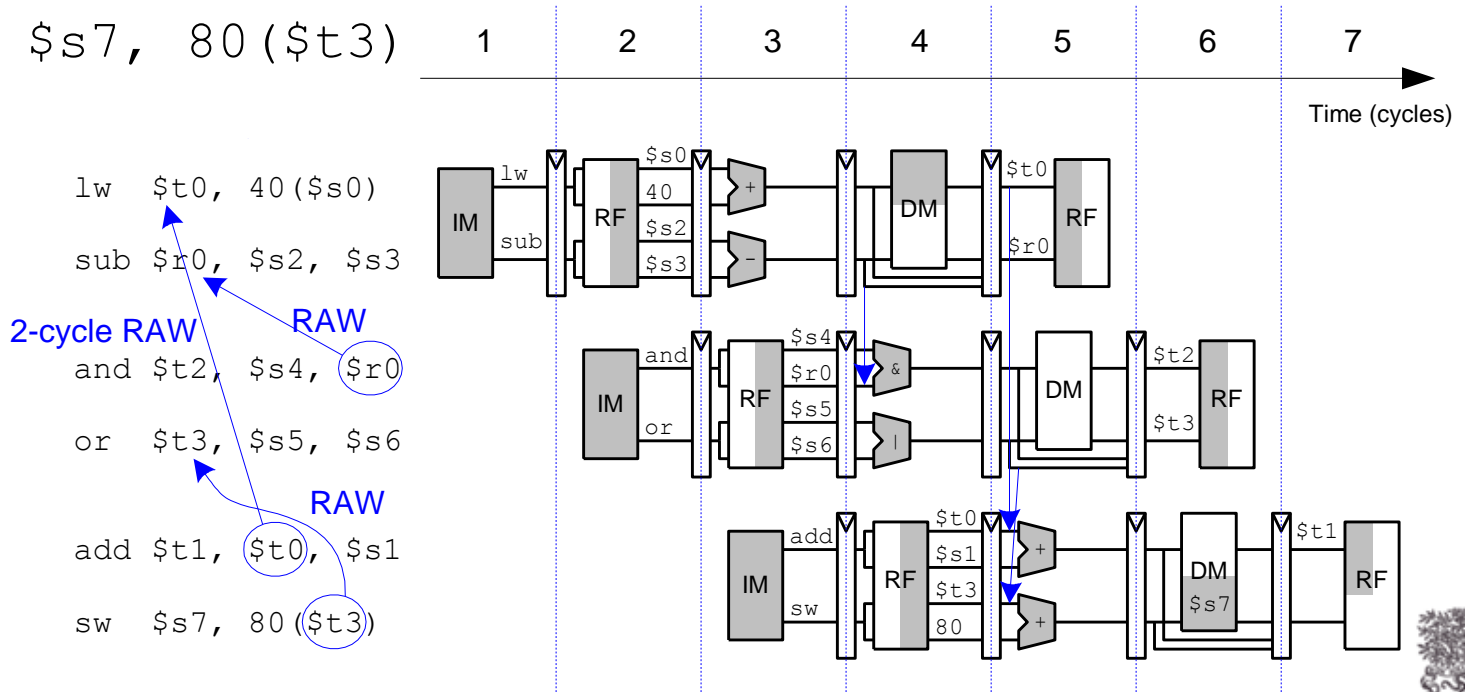 $s7, 80($t3)
1 2 3 4 5 6 7
Time (cycles)
lw $t0, 40($s0)
sub $r0, $s2, $s3
2-cycle RAW
RAW
and $t2, $s4, $r0
or $t3, $s5, $s6
RAW
add $t1, $t0, $s1
sw $s7, 80($t3)
IM
lw
sub
RF
$s0
40
$s2
$s3
+
-
DM
$t0
$r0
RF
IM
and
or
RF
$s4
$r0
$s5
$s6
&
|
DM
$t2
$t3
RF
IM
add
sw
RF
$t0
$s1
$t3
80
+
+
DM
$s7
$t1
RF